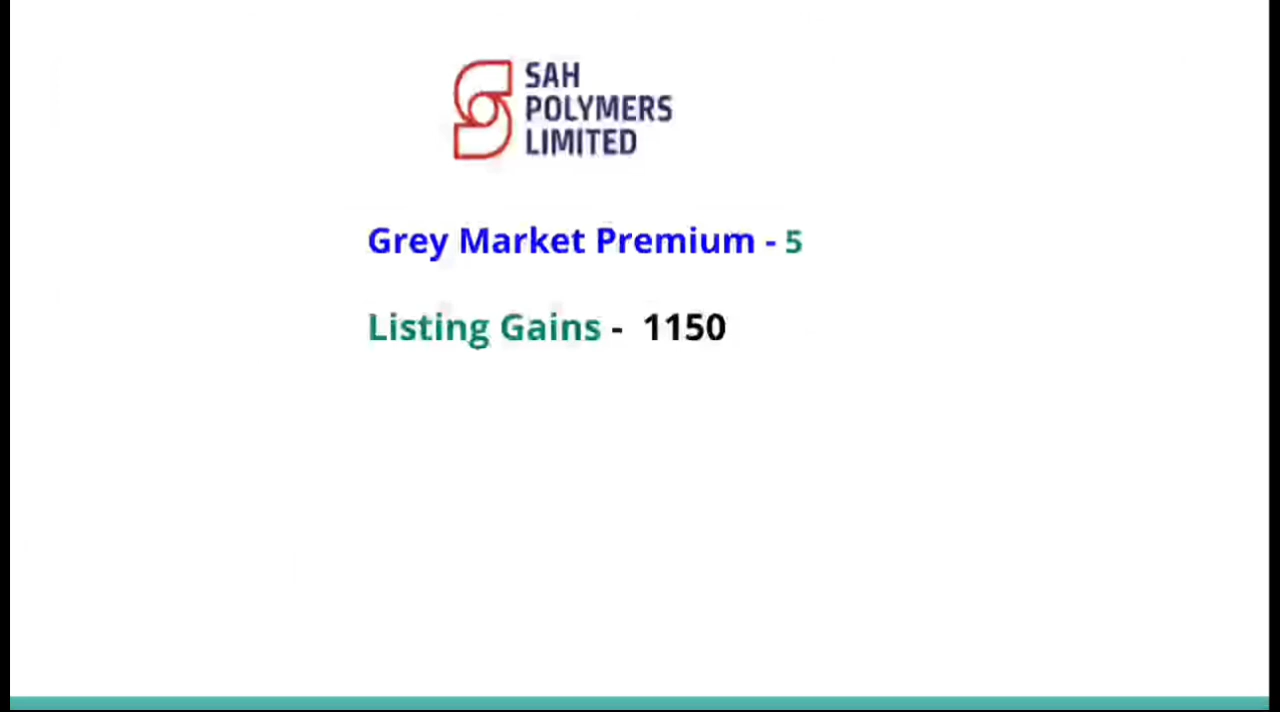 SAH
POLYMERS
LIMITED
Grey Market Premium - 5
Listing Gains - 1150